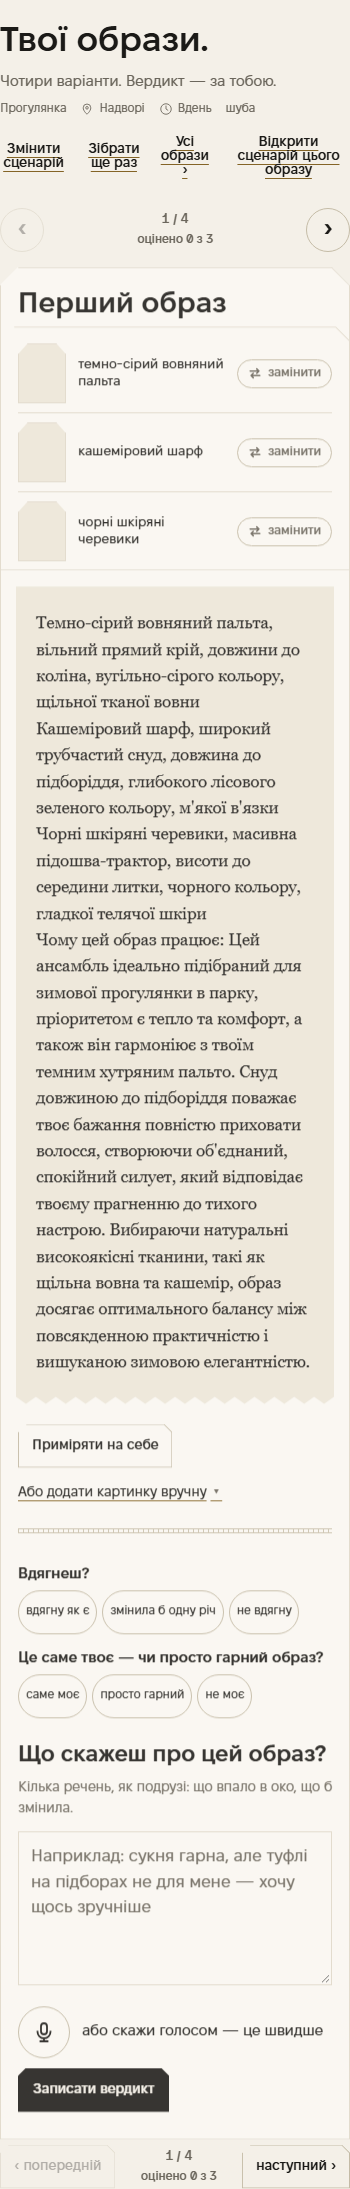 Твої образи.
Чотири варіанти. Вердикт — за тобою.
Прогулянка Надворі Вдень шуба
Змінити
сценарій
Зібрати
ще раз
Усі
образи
›
Відкрити
сценарій цього
образу
‹
1 / 4
оцінено 0 з 3
›
Перший образ
темно-сірий вовняний
пальта
замінити
кашеміровий шарф
замінити
чорні шкіряні
черевики
замінити
Темно-сірий вовняний пальта,
вільний прямий крій, довжини до
коліна, вугільно-сірого кольору,
щільної тканої вовни
Кашеміровий шарф, широкий
трубчастий снуд, довжина до
підборіддя, глибокого лісового
зеленого кольору, м'якої в'язки
Чорні шкіряні черевики, масивна
підошва-трактор, висоти до
середини литки, чорного кольору,
гладкої телячої шкіри
Чому цей образ працює: Цей
ансамбль ідеально підібраний для
зимової прогулянки в парку,
пріоритетом є тепло та комфорт, а
також він гармоніює з твоїм
темним хутряним пальто. Снуд
довжиною до підборіддя поважає
твоє бажання повністю приховати
волосся, створюючи об'єднаний,
спокійний силует, який відповідає
твоєму прагненню до тихого
настрою. Вибираючи натуральні
високоякісні тканини, такі як
щільна вовна та кашемір, образ
досягає оптимального балансу між
повсякденною практичністю і
вишуканою зимовою елегантністю.
Приміряти на себе
Або додати картинку вручну ▾
Вдягнеш?
вдягну як є
змінила б одну річ
не вдягну
Це саме твоє — чи просто гарний образ?
саме моє
просто гарний
не моє
Що скажеш про цей образ?
Кілька речень, як подрузі: що впало в око, що б
змінила.
Наприклад: сукня гарна, але туфлі
на підборах не для мене — хочу
щось зручніше
або скажи голосом — це швидше
Записати вердикт
‹ попередній
1 / 4
оцінено 0 з 3
наступний ›